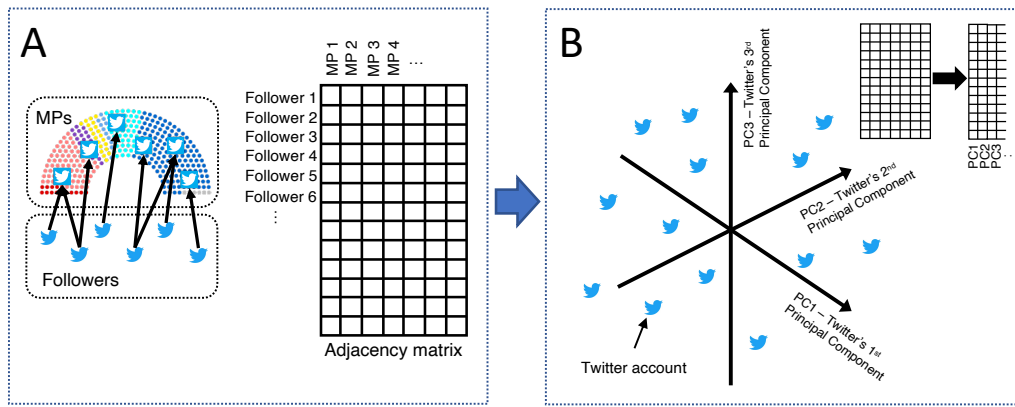 A
MP 1
MP 2
MP 3
MP 4
...
MPs
Follower 1
Follower 2
Follower 3
Follower 4
Follower 5
Follower 6
...
Followers
Adjacency matrix
B
PC3 – Twitter's 3rd
Principal Component
PC2 – Twitter's 2nd
Principal Component
PC1 – Twitter's 1st
Principal Component
Twitter account
PC1
PC2
PC3
...